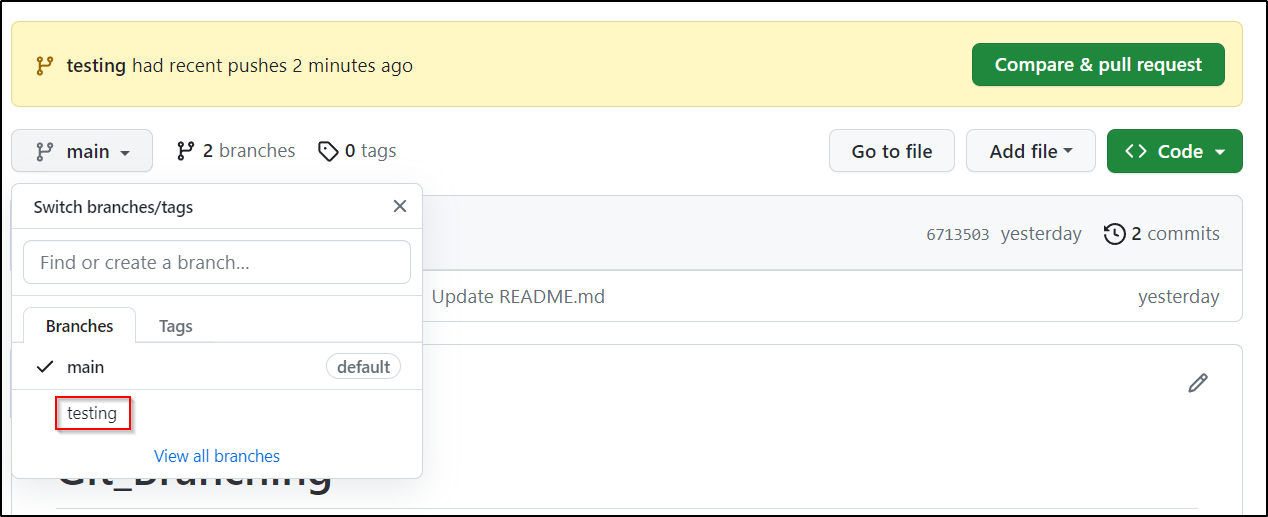 testing had recent pushes 2 minutes ago
Compare & pull request
main
2 branches
0 tags
Go to file
Add file
Code
Switch branches/tags
6713503 yesterday
2 commits
Find or create a branch...
Update README.md
yesterday
Branches
Tags
main
default
testing
View all branches
Git_Branching